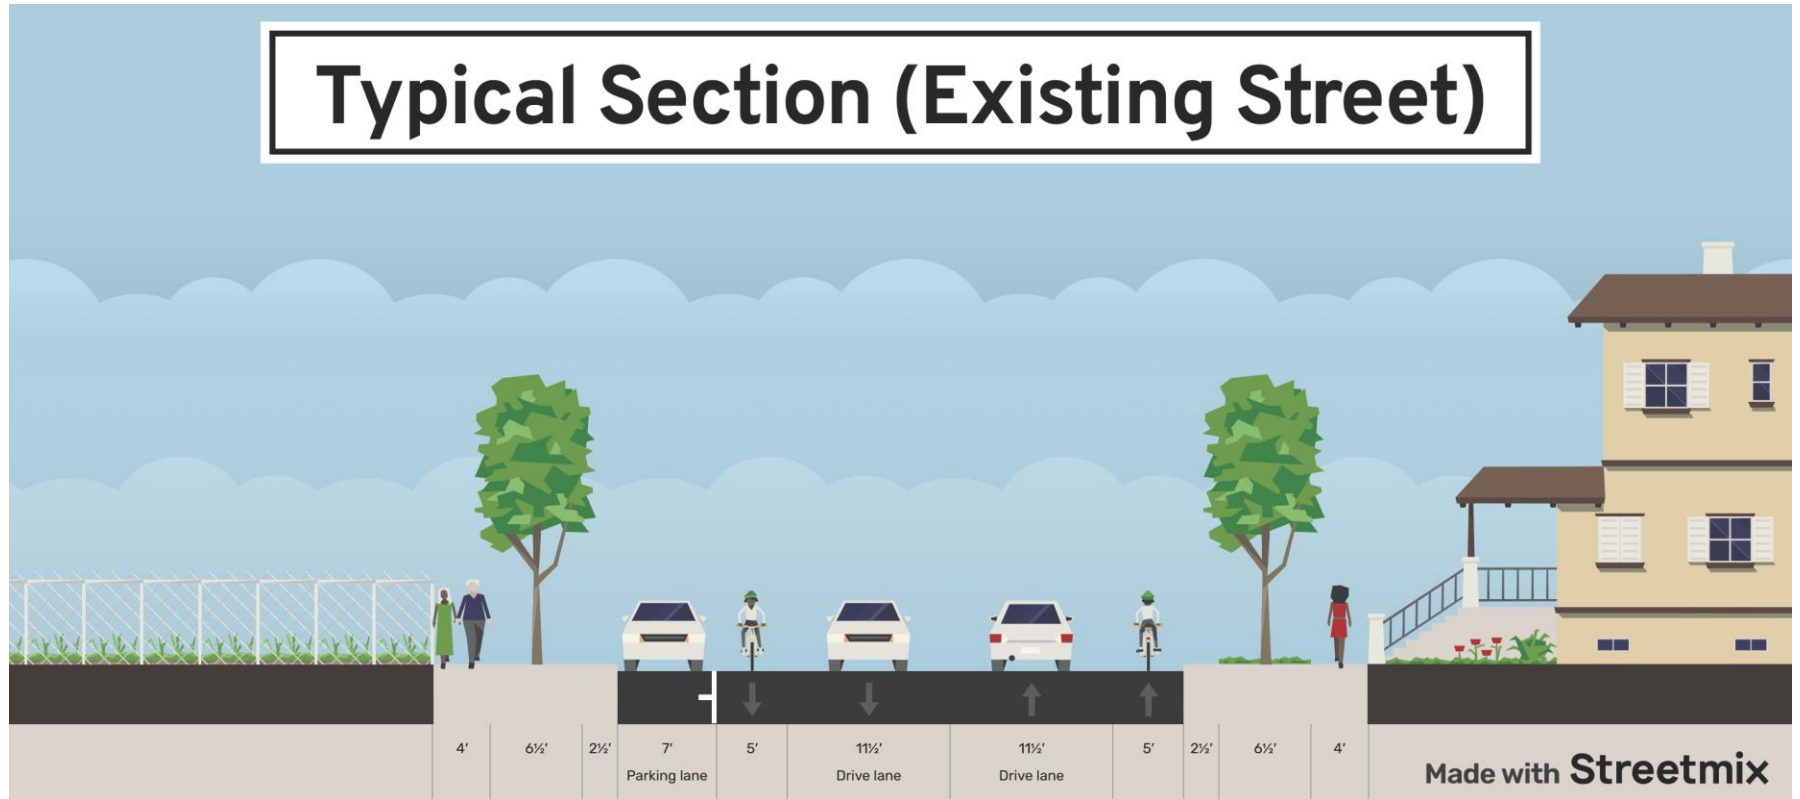 Typical Section (Existing Street)
4' 6½' 2½' 7' 5' 11½' 11½' 5' 2½' 6½' 4'
Parking lane Drive lane Drive lane
Made with Streetmix